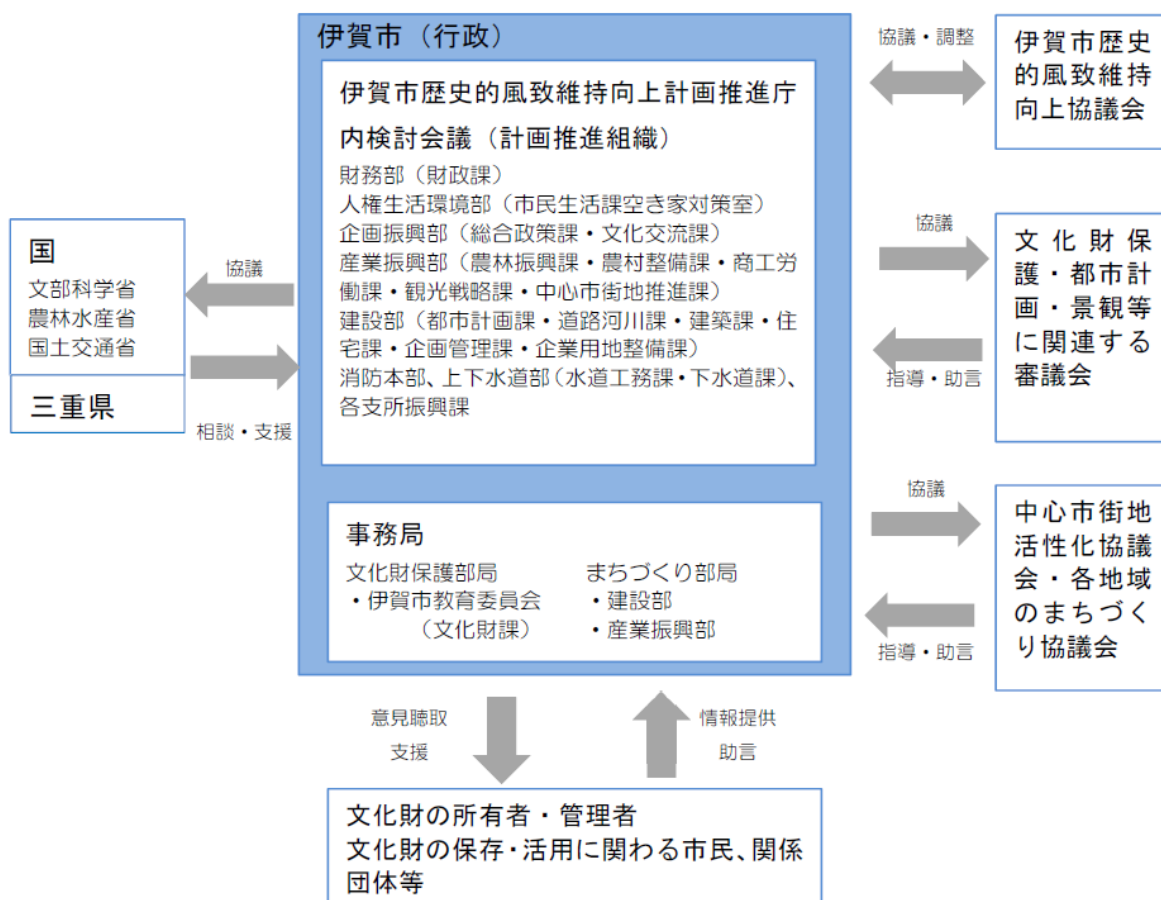 伊賀市（行政）
伊賀市歴史的風致維持向上計画推進庁
内検討会議（計画推進組織）
財務部（財政課）
人権生活環境部（市民生活課空き家対策室）
企画振興部（総合政策課・文化交流課）
産業振興部（農林振興課・農村整備課・商工労
働課・観光戦略課・中心市街地推進課）
建設部（都市計画課・道路河川課・建築課・住
宅課・企画管理課・企業用地整備課）
消防本部、上下水道部（水道工務課・下水道課）、
各支所振興課
事務局
文化財保護部局
・伊賀市教育委員会
（文化財課）
まちづくり部局
・建設部
・産業振興部
国
文部科学省
農林水産省
国土交通省
三重県
協議
相談・支援
協議・調整
伊賀市歴史
的風致維持
向上協議会
協議
指導・助言
文化財保
護・都市計
画・景観等
に関連する
審議会
協議
指導・助言
中心市街地
活性化協議
会・各地域
のまちづく
り協議会
意見聴取
支援
情報提供
助言
文化財の所有者・管理者
文化財の保存・活用に関わる市民、関係
団体等